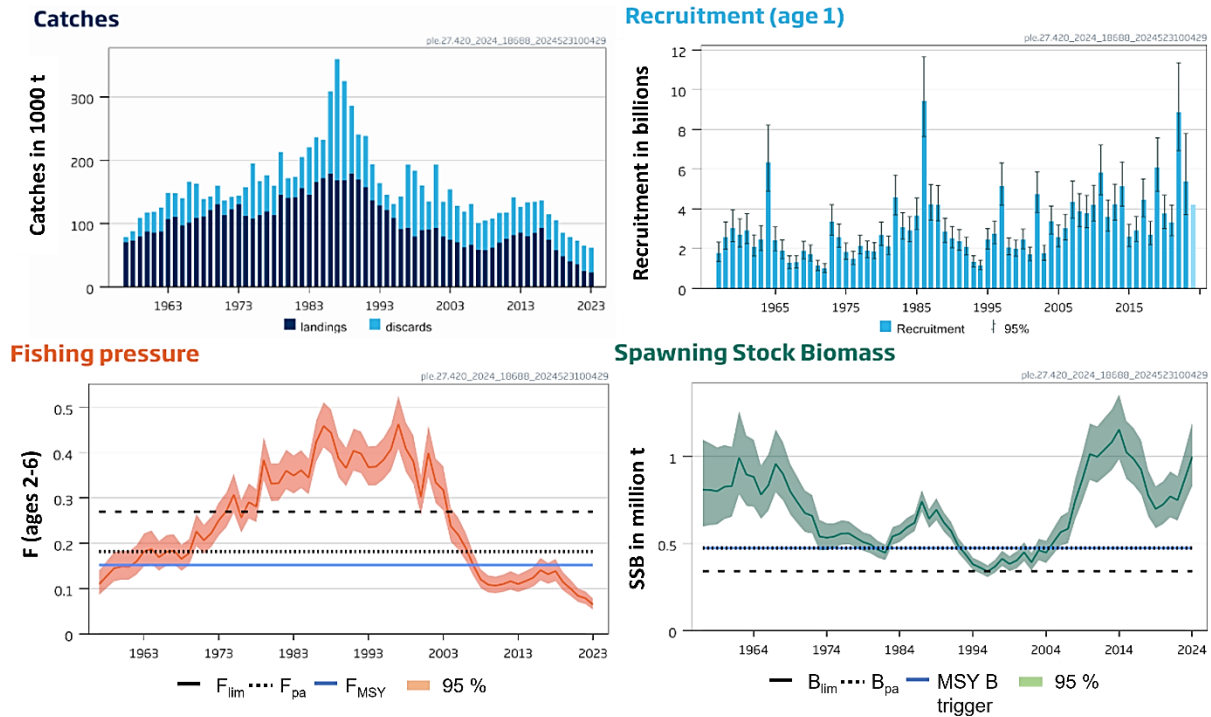 Catches
ple.27.420_2024_18688_2024523100429
Catches in 1000 t
300
200
100
0
1963 1973 1983 1993 2003 2013 2023
landings discards
Recruitment (age 1)
ple.27.420_2024_18688_2024523100429
Recruitment in billions
12
10
8
6
4
2
0
1965 1975 1985 1995 2005 2015
Recruitment 95%
Fishing pressure
ple.27.420_2024_18688_2024523100429
F (ages 2-6)
0.5
0.4
0.3
0.2
0.1
0
1963 1973 1983 1993 2003 2013 2023
Flim Fpa FMSY 95 %
Spawning Stock Biomass
ple.27.420_2024_18688_2024523100429
SSB in million t
1
0.5
0
1964 1974 1984 1994 2004 2014 2024
Blim Bpa MSY B 95 %
trigger